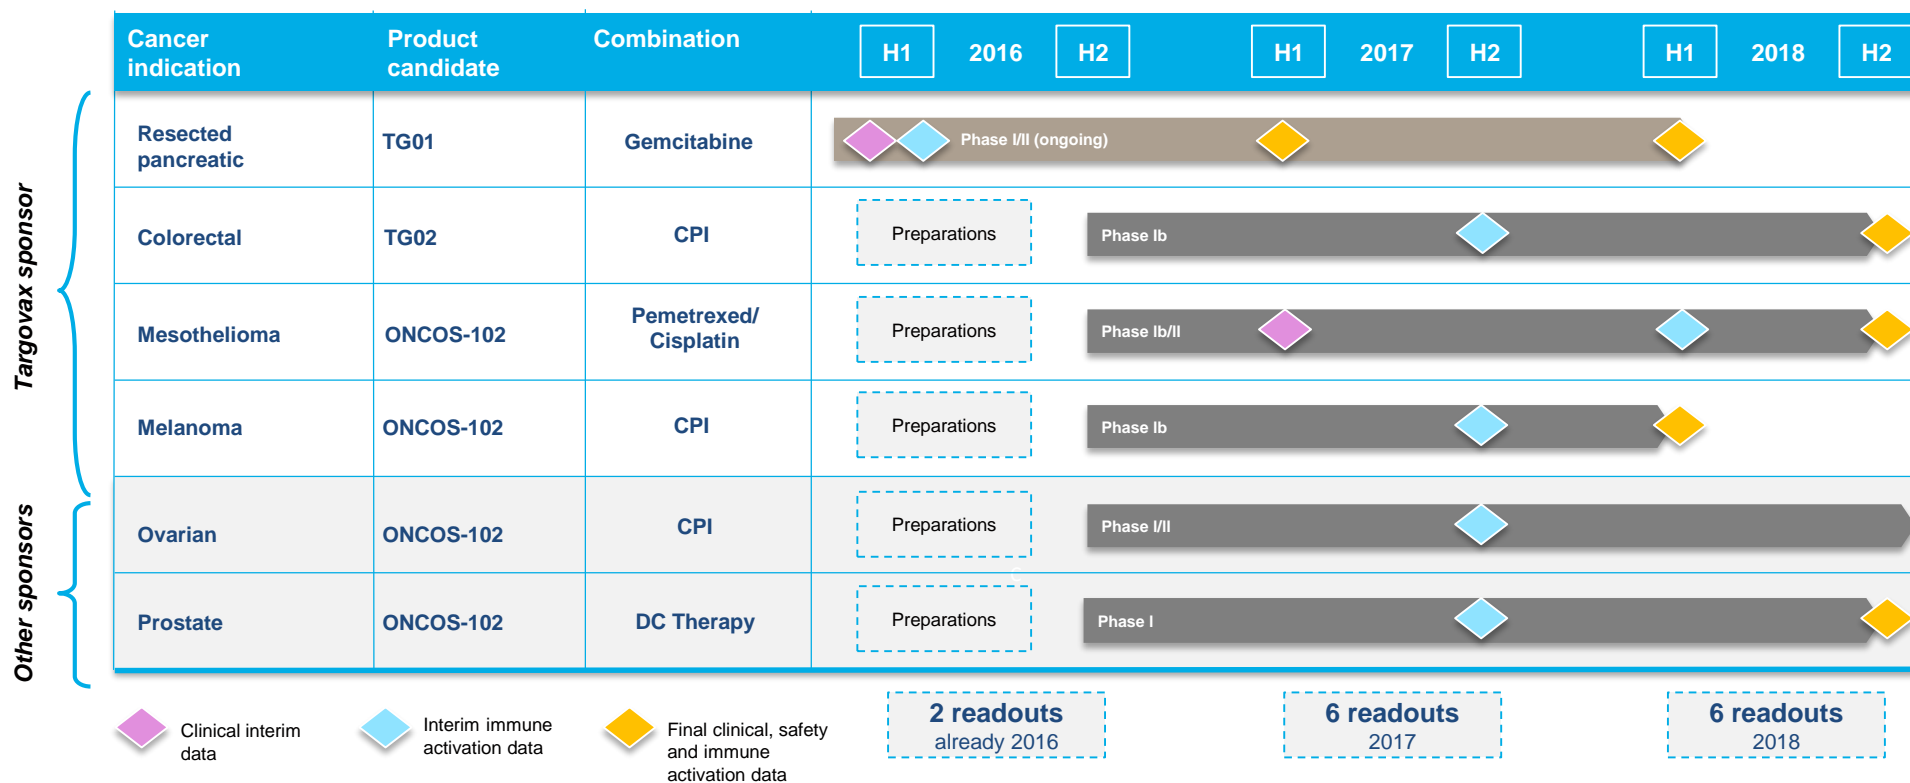 Cancer
indication
Product
candidate
Combination
H1
2016
H2
H1
2017
H2
H1
2018
H2
Targovax sponsor
Resected
pancreatic
TG01
Gemcitabine
Phase I/II (ongoing)
Colorectal
TG02
CPI
Preparations
Phase Ib
Mesothelioma
ONCOS-102
Pemetrexed/
Cisplatin
Preparations
Phase Ib/II
Melanoma
ONCOS-102
CPI
Preparations
Phase Ib
Other sponsors
Ovarian
ONCOS-102
CPI
Preparations
Phase I/II
C
Prostate
ONCOS-102
DC Therapy
Preparations
Phase I
Clinical interim
data
Interim immune
activation data
Final clinical, safety
and immune
activation data
2 readouts
already 2016
6 readouts
2017
6 readouts
2018